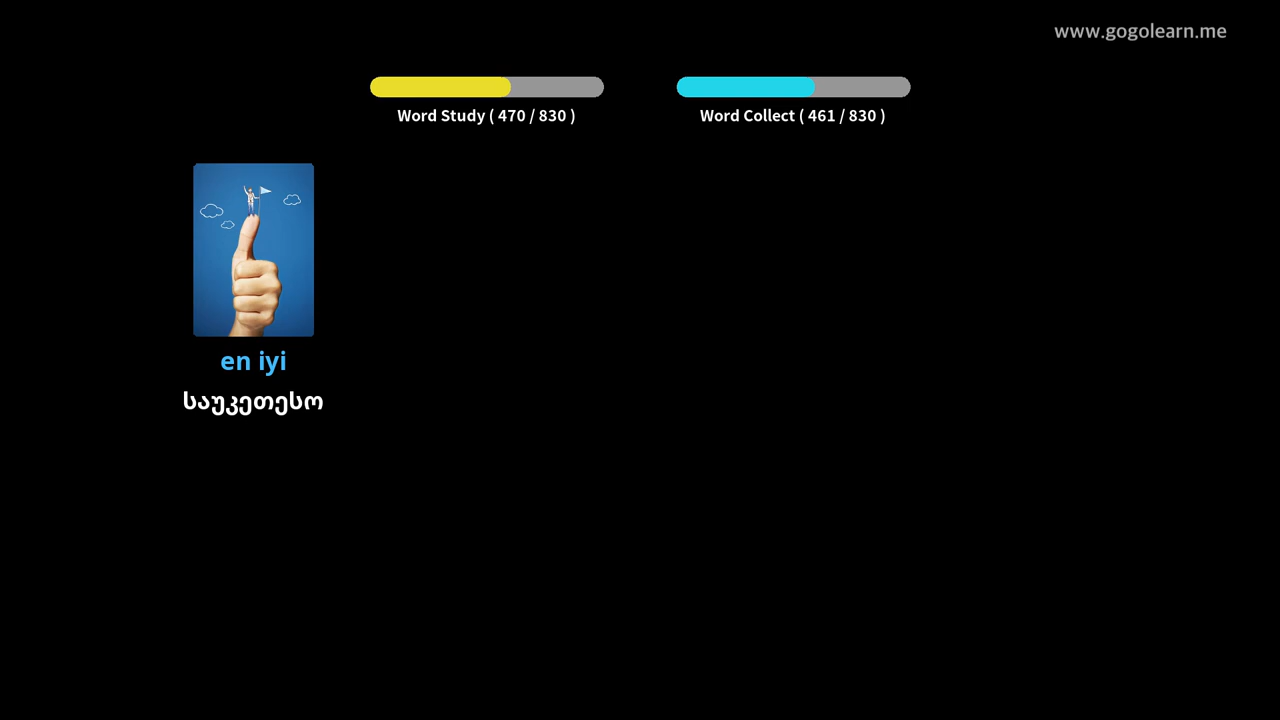 www.gogolearn.me
Word Study ( 470 / 830 )
Word Collect ( 461 / 830 )
en iyi
საუკეთესო